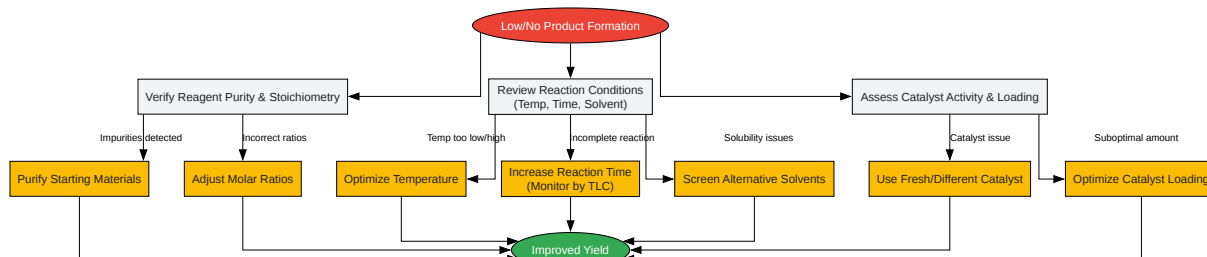 Low/No Product Formation
Verify Reagent Purity & Stoichiometry
Review Reaction Conditions
(Temp, Time, Solvent)
Assess Catalyst Activity & Loading
Impurities detected
Incorrect ratios
Temp too low/high
Incomplete reaction
Solubility issues
Catalyst issue
Suboptimal amount
Purify Starting Materials
Adjust Molar Ratios
Optimize Temperature
Increase Reaction Time
(Monitor by TLC)
Screen Alternative Solvents
Use Fresh/Different Catalyst
Optimize Catalyst Loading
Improved Yield